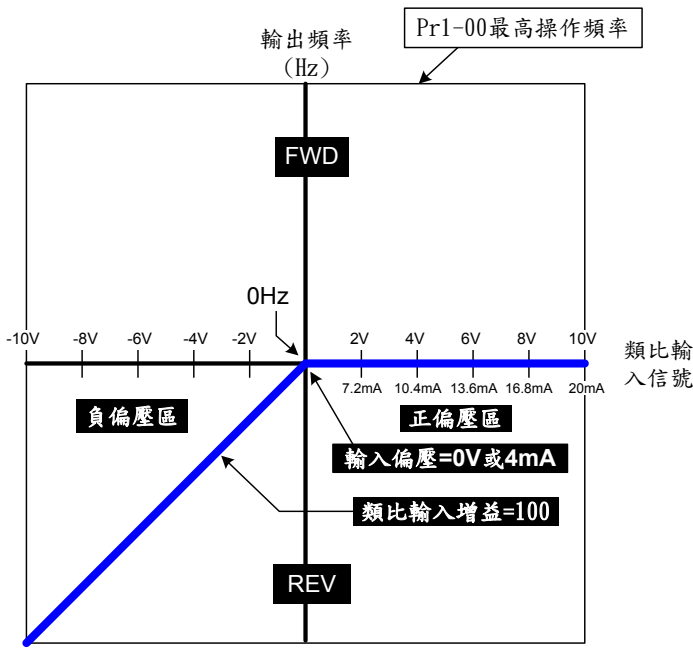 Pr1-00最高操作頻率
輸出頻率
（Hz）
FWD
0Hz
-10V -8V -6V -4V -2V 2V 4V 6V 8V 10V
類比輸
入信號
7.2mA 10.4mA 13.6mA 16.8mA 20mA
負偏壓區
正偏壓區
輸入偏壓=0V或4mA
類比輸入增益=100
REV